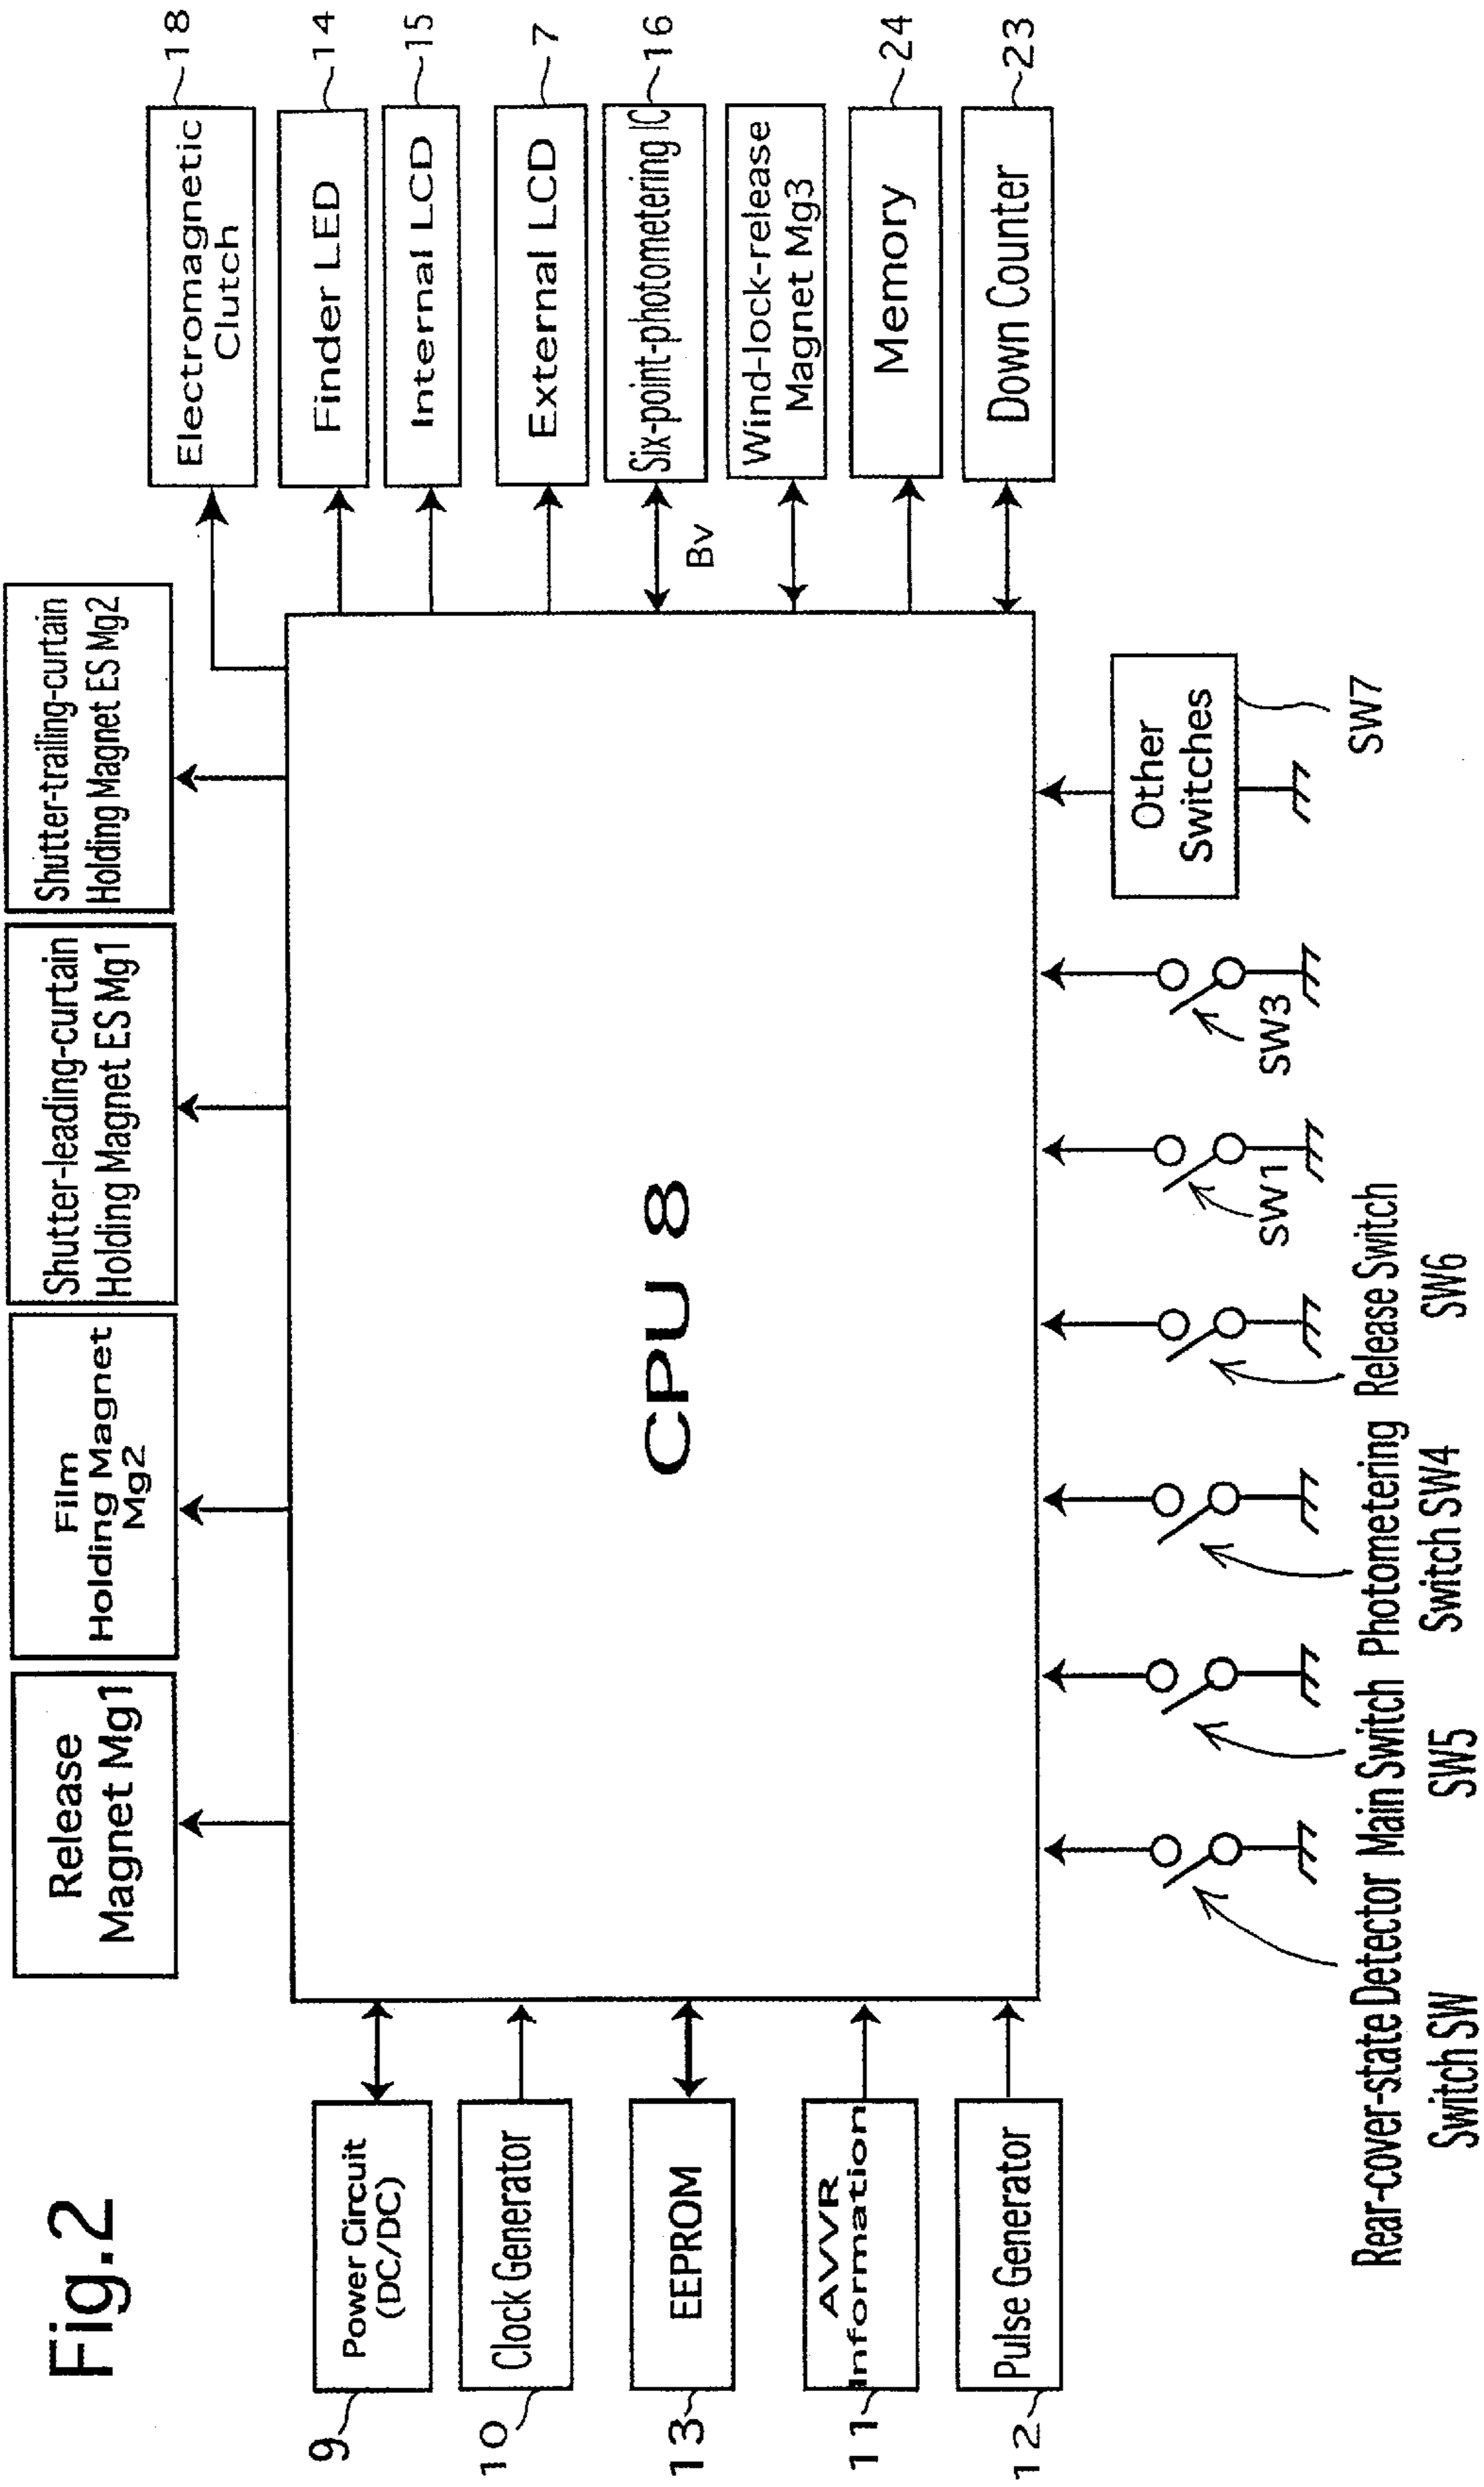 Fig.2
Release
Magnet Mg1
Film
Holding Magnet
Mg2
Shutter-leading-curtain
Holding Magnet ES Mg1
Shutter-trailing-curtain
Holding Magnet ES Mg2
9
Power Circuit
(DC/DC)
10
Clock Generator
13
EEPROM
11
AVVR
Information
12
Pulse Generator
CPU 8
Electromagnetic
Clutch
18
Finder LED
14
Internal LCD
15
External LCD
7
Six-point-photometering IC
16
Bv
Wind-lock-release
Magnet Mg3
Memory
24
Down Counter
23
Rear-cover-state Detector
Switch SW
Main Switch
SW5
Photometering
Switch SW4
Release Switch
SW6
SW1
SW3
Other
Switches
SW7